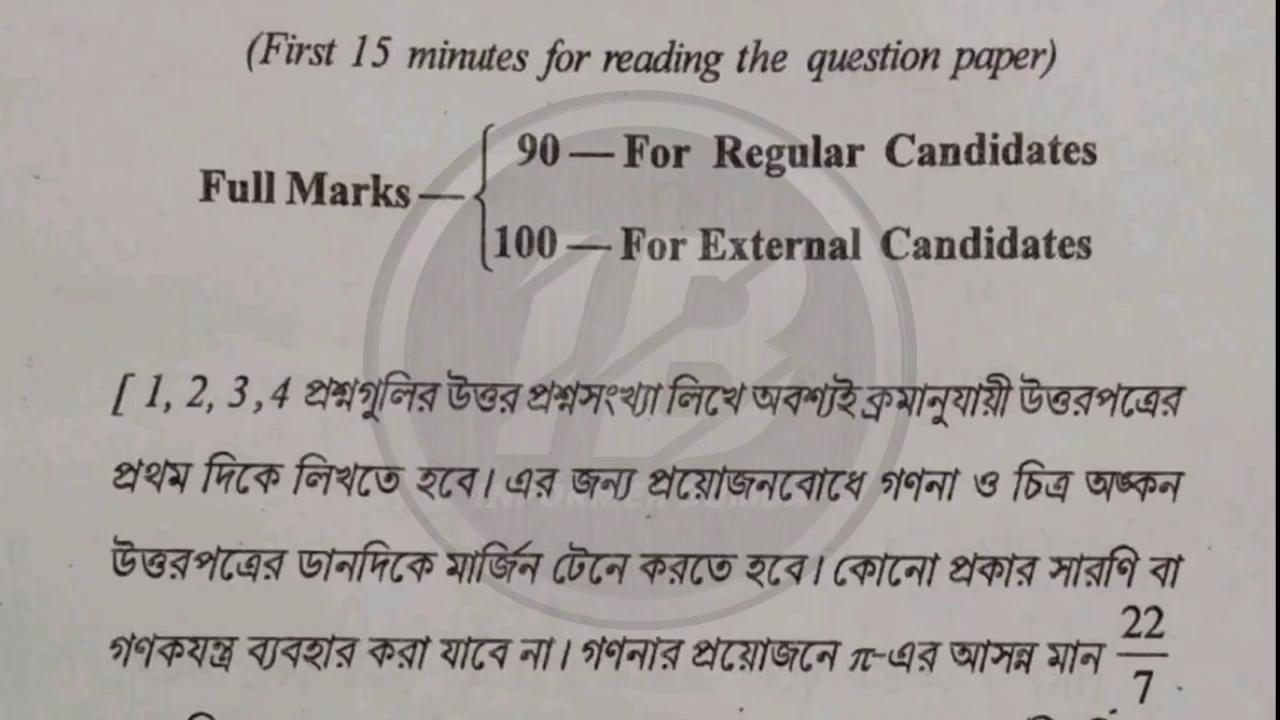 (First 15 minutes for reading the question paper)
90 — For Regular Candidates
Full Marks —
100 — For External Candidates
[ 1, 2, 3, 4 প্রশ্নগুলির উত্তর প্রশ্নসংখ্যা লিখে অবশ্যই ক্রমানুযায়ী উত্তরপত্রের
প্রথম দিকে লিখতে হবে। এর জন্য প্রয়োজনবোধে গণনা ও চিত্র অঙ্কন
উত্তরপত্রের ডানদিকে মার্জিন টেনে করতে হবে। কোনো প্রকার সারণি বা
গণকযন্ত্র ব্যবহার করা যাবে না। গণনার প্রয়োজনে π-এর আসন্ন মান 22/7